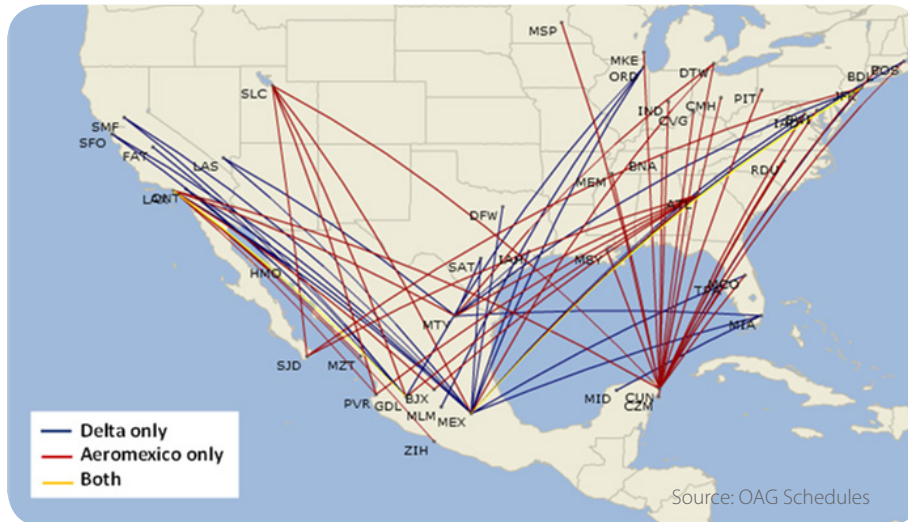 MSP
MKE
ORD
DTW
BDL
BOS
JFK
SLC
PIT
CMH
IND
CVG
SMF
SFO
FAT
LAS
BNA
RDU
MEM
ONT
ATL
DFW
SAT
IAH
MSY
HMO
MCO
MTY
MIA
SJD
MZT
PVR
GDL
BJX
MLM
MEX
MID
CUN
CZM
ZIH
Delta only
Aeromexico only
Both
Source: OAG Schedules